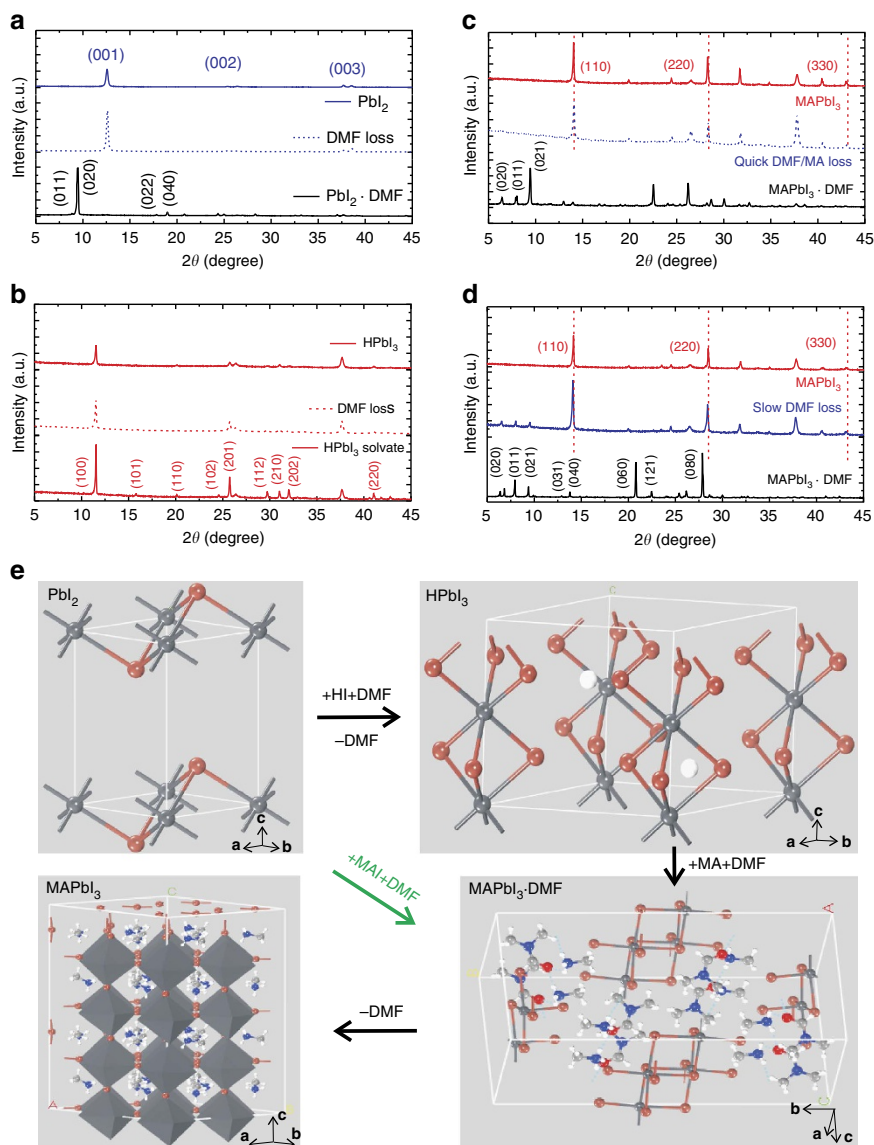 a
(001)
(002)
(003)
PbI2
DMF loss
(011)
(020)
(022)
(040)
PbI2 · DMF
Intensity (a.u.)
5 10 15 20 25 30 35 40 45
2θ (degree)
c
(110)
(220)
(330)
MAPbI3
Quick DMF/MA loss
(020)
(011)
(021)
MAPbI3 · DMF
Intensity (a.u.)
5 10 15 20 25 30 35 40 45
2θ (degree)
b
HPbI3
DMF loss
HPbI3 solvate
(100)
(101)
(110)
(102)
(201)
(112)
(210)
(202)
(220)
Intensity (a.u.)
5 10 15 20 25 30 35 40 45
2θ (degree)
d
(110)
(220)
(330)
MAPbI3
Slow DMF loss
(020)
(011)
(021)
(031)
(040)
(060)
(121)
(080)
MAPbI3 · DMF
Intensity (a.u.)
5 10 15 20 25 30 35 40 45
2θ (degree)
e
PbI2
c
a b
+HI+DMF
–DMF
HPbI3
c
c
a b
+MAI+DMF
+MA+DMF
MAPbI3
C
A
c
a b
–DMF
MAPbI3·DMF
A
C
b
a
c